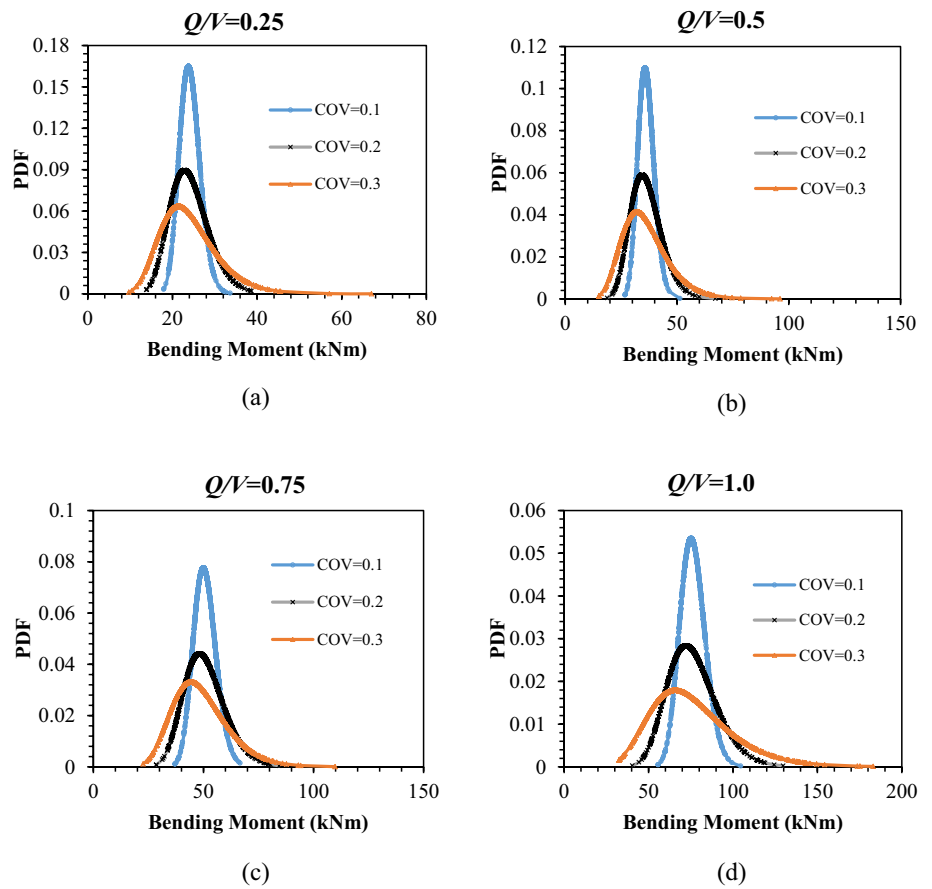 Q/V=0.25
0.18
0.15
0.12
0.09
0.06
0.03
0
PDF
COV=0.1
COV=0.2
COV=0.3
0 20 40 60 80
Bending Moment (kNm)
(a)
Q/V=0.5
0.12
0.1
0.08
0.06
0.04
0.02
0
PDF
COV=0.1
COV=0.2
COV=0.3
0 50 100 150
Bending Moment (kNm)
(b)
Q/V=0.75
0.1
0.08
0.06
0.04
0.02
0
PDF
COV=0.1
COV=0.2
COV=0.3
0 50 100 150
Bending Moment (kNm)
(c)
Q/V=1.0
0.06
0.05
0.04
0.03
0.02
0.01
0
PDF
COV=0.1
COV=0.2
COV=0.3
0 50 100 150 200
Bending Moment (kNm)
(d)